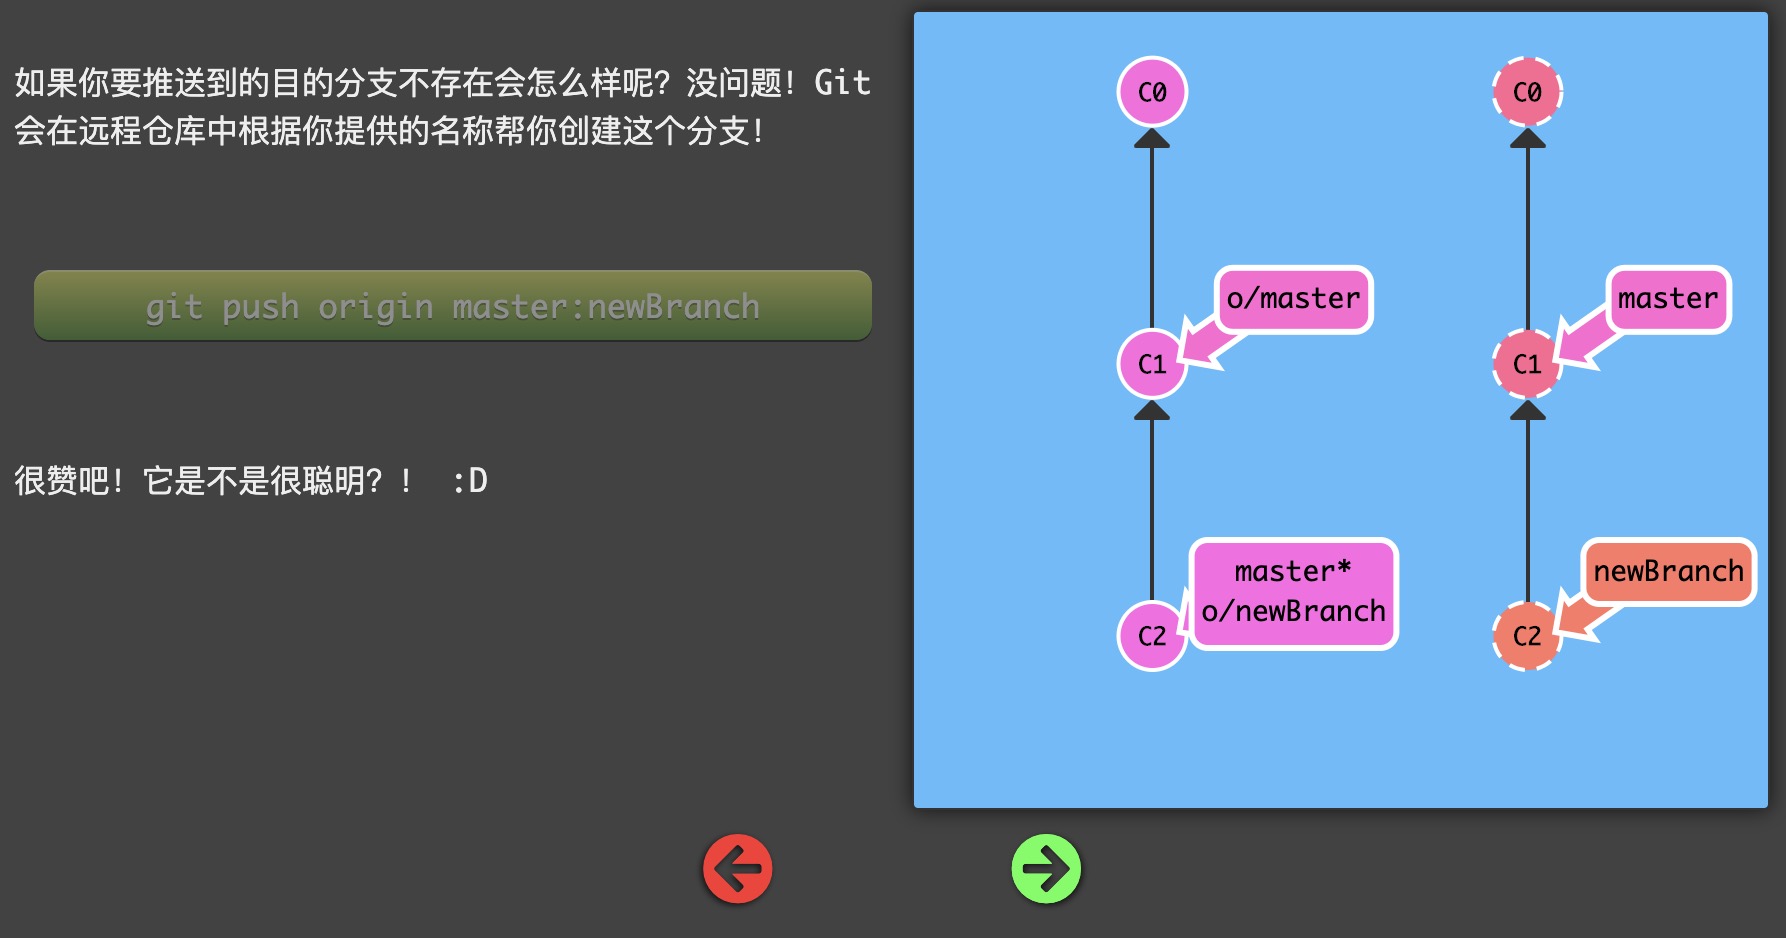 如果你要推送到的目的分支不存在会怎么样呢？没问题！Git
会在远程仓库中根据你提供的名称帮你创建这个分支！
git push origin master:newBranch
很赞吧！它是不是很聪明？！ :D
C0
o/master
C1
master*
o/newBranch
C2
C0
master
C1
newBranch
C2